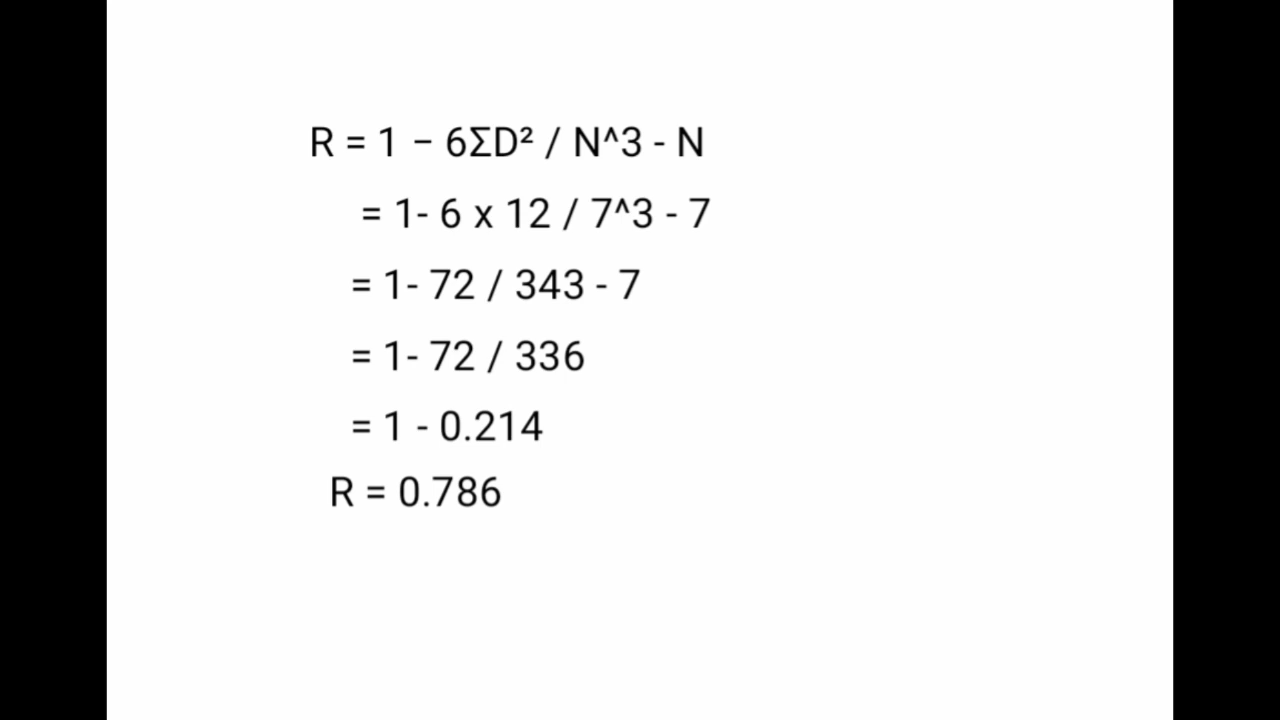 R = 1 − 6ΣD² / N^3 - N
= 1- 6 x 12 / 7^3 - 7
= 1- 72 / 343 - 7
= 1- 72 / 336
= 1 - 0.214
R = 0.786